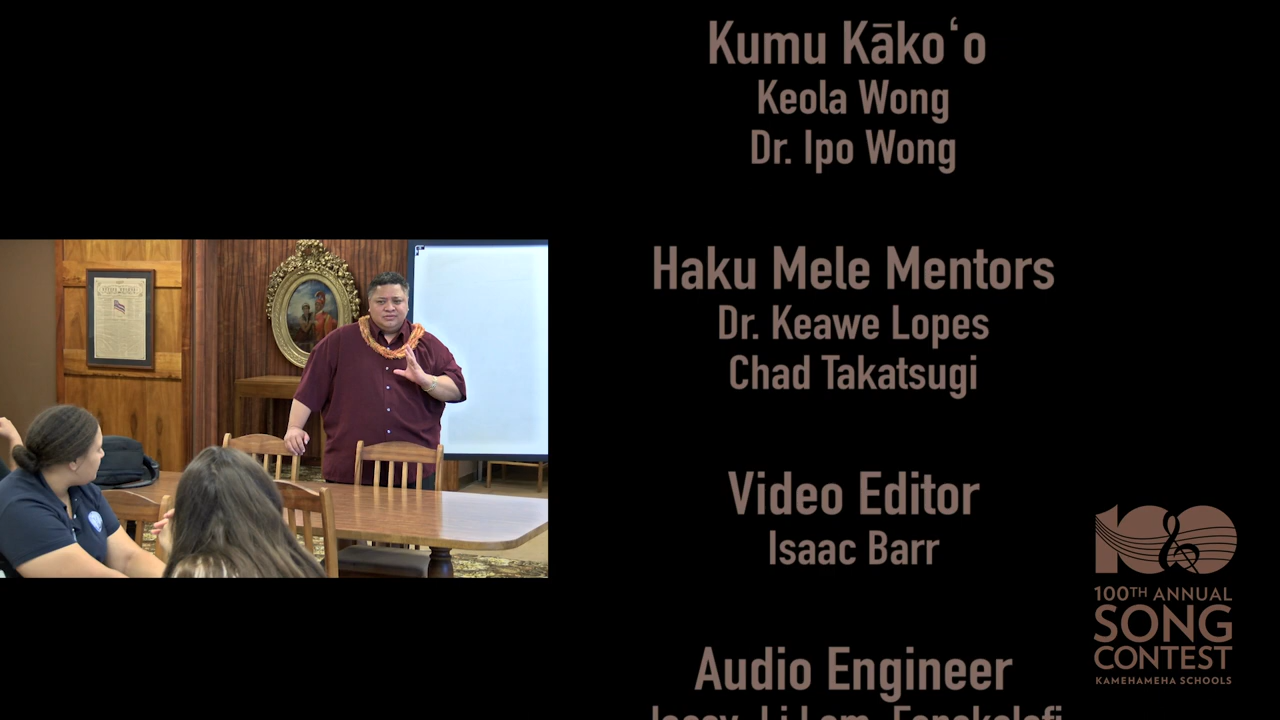 Kumu Kākoʻo
Keola Wong
Dr. Ipo Wong
Haku Mele Mentors
Dr. Keawe Lopes
Chad Takatsugi
Video Editor
Isaac Barr
Audio Engineer
100
100TH ANNUAL
SONG
CONTEST
KAMEHAMEHA SCHOOLS